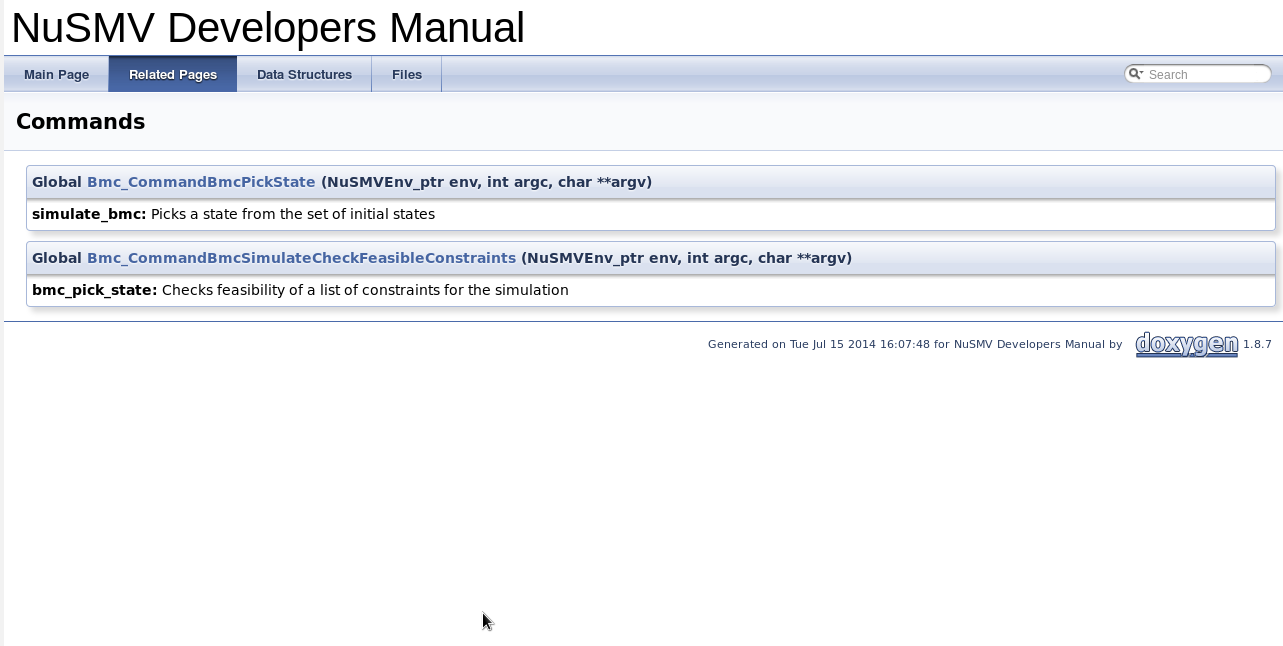 NuSMV Developers Manual
Main Page Related Pages Data Structures Files Search
Commands
Global Bmc_CommandBmcPickState (NuSMVEnv_ptr env, int argc, char **argv)
simulate_bmc: Picks a state from the set of initial states
Global Bmc_CommandBmcSimulateCheckFeasibleConstraints (NuSMVEnv_ptr env, int argc, char **argv)
bmc_pick_state: Checks feasibility of a list of constraints for the simulation
Generated on Tue Jul 15 2014 16:07:48 for NuSMV Developers Manual by doxygen 1.8.7